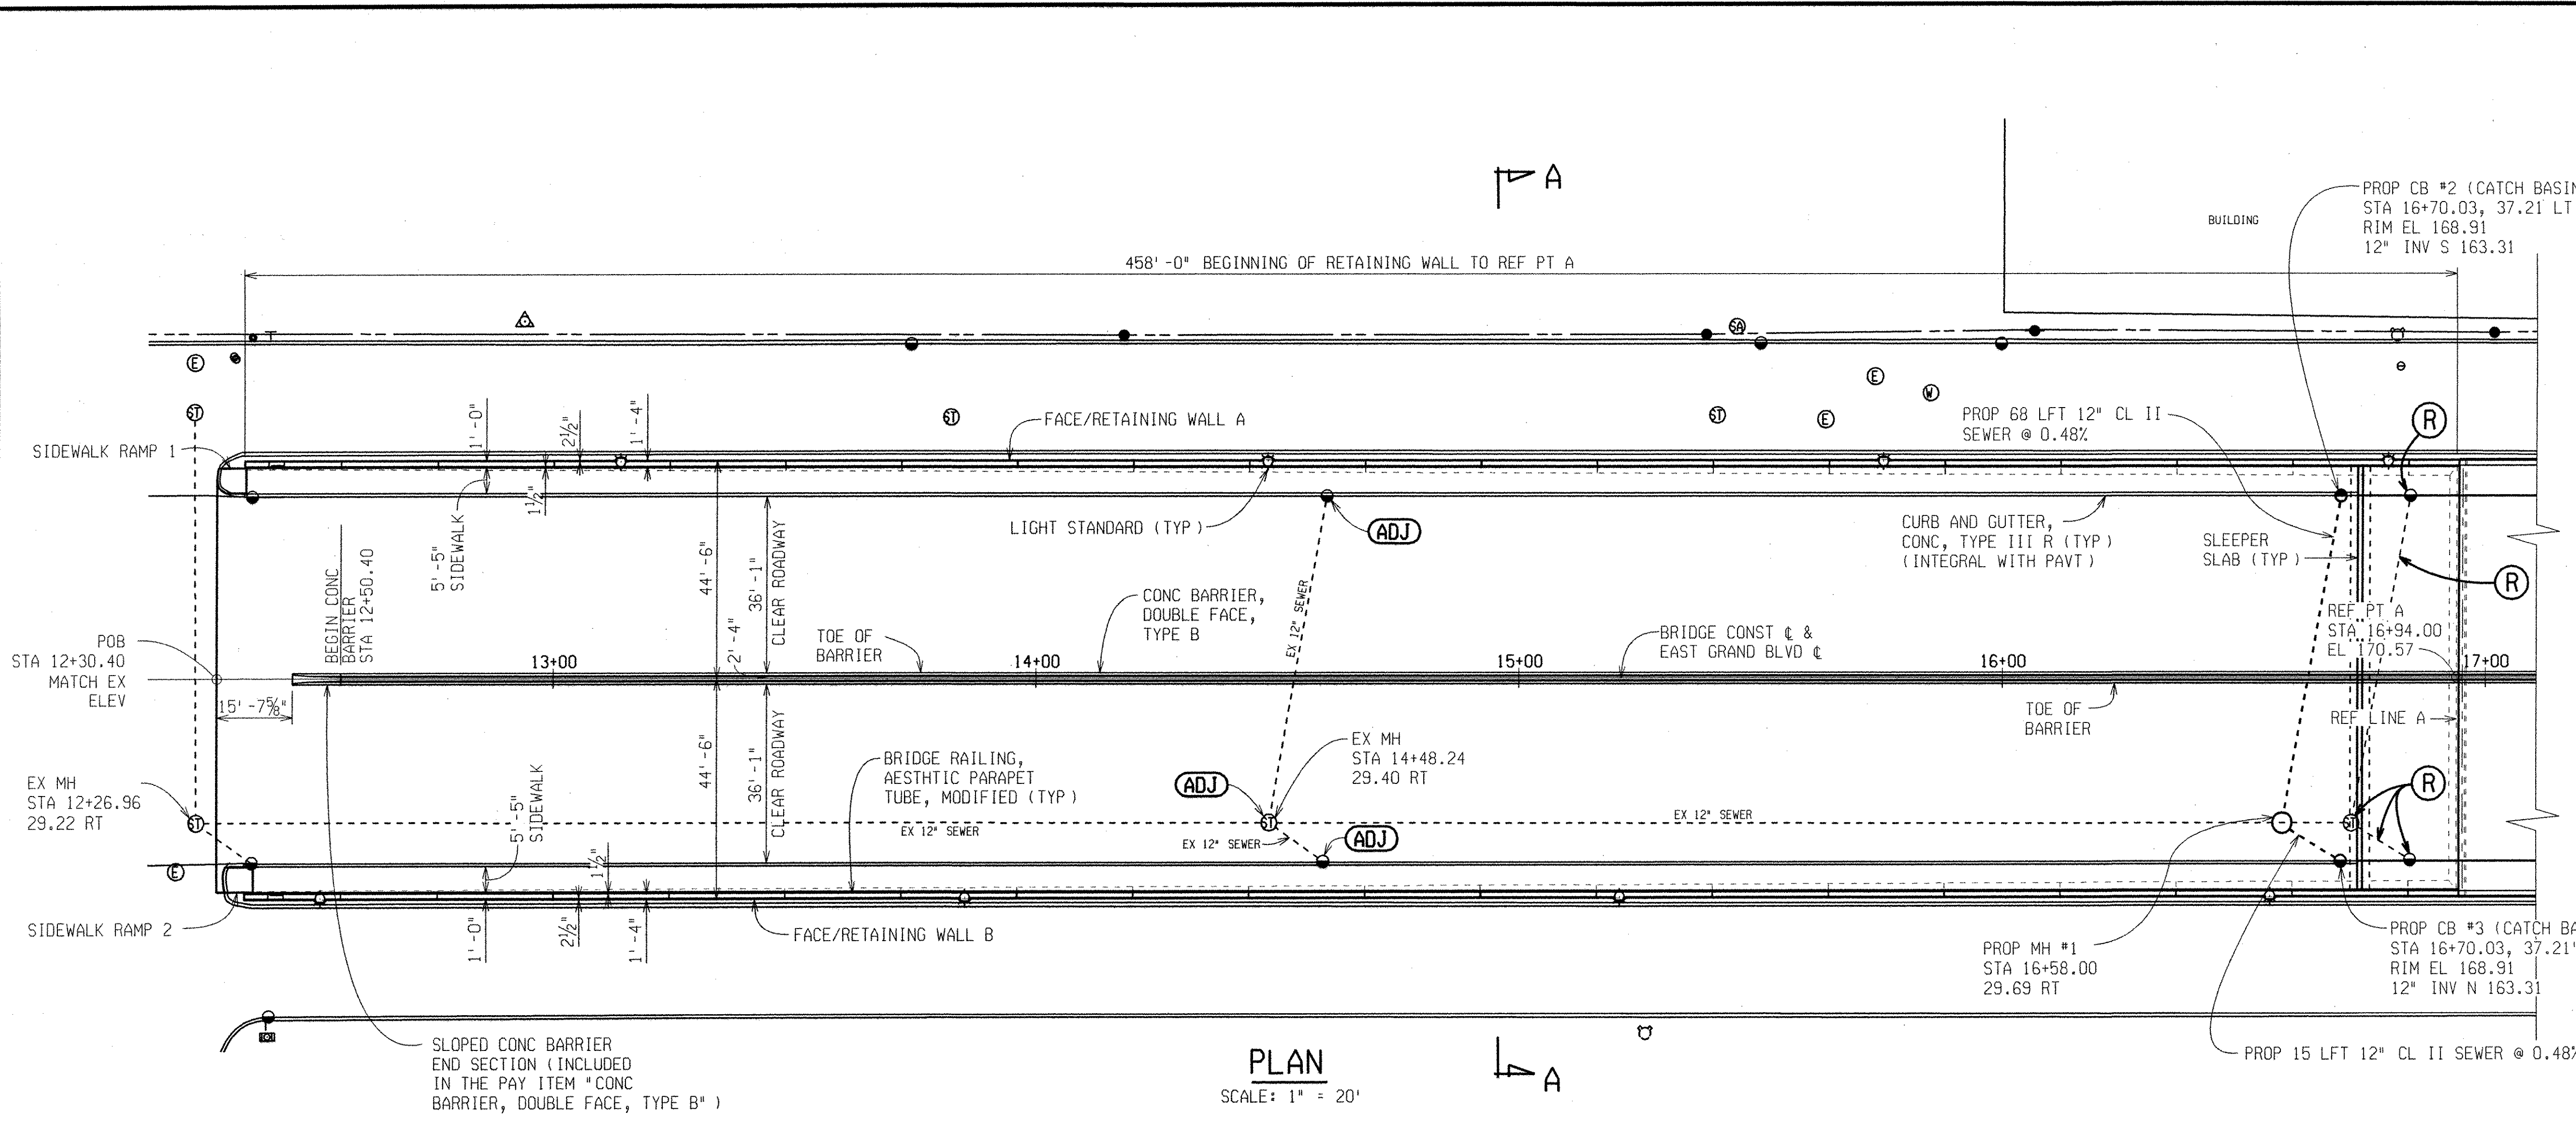 A
PROP CB #2 (CATCH BASIN
STA 16+70.03, 37.21 LT
RIM EL 168.91
12" INV S 163.31
BUILDING
458'-0" BEGINNING OF RETAINING WALL TO REF PT A
T
SA
E
E
W
ST
ST
ST
E
R
PROP 68 LFT 12" CL II
SEWER @ 0.48%
FACE/RETAINING WALL A
1'-0"
2½"
1'-4"
1½"
SIDEWALK RAMP 1
LIGHT STANDARD (TYP)
ADJ
CURB AND GUTTER,
CONC, TYPE III R (TYP)
(INTEGRAL WITH PAVT)
SLEEPER
SLAB (TYP)
R
BEGIN CONC
BARRIER
STA 12+50.40
5'-5"
SIDEWALK
44'-6"
36'-1"
CLEAR ROADWAY
2'-4"
EX 12" SEWER
CONC BARRIER,
DOUBLE FACE,
TYPE B
TOE OF
BARRIER
BRIDGE CONST ℄ &
EAST GRAND BLVD ℄
REF PT A
STA 16+94.00
EL 170.57
POB
STA 12+30.40
MATCH EX
ELEV
13+00
14+00
15+00
16+00
17+00
15'-7⅝"
TOE OF
BARRIER
REF LINE A
44'-6"
36'-1"
CLEAR ROADWAY
BRIDGE RAILING,
AESTHTIC PARAPET
TUBE, MODIFIED (TYP)
EX MH
STA 14+48.24
29.40 RT
ADJ
R
EX MH
STA 12+26.96
29.22 RT
ST
5'-5"
SIDEWALK
EX 12" SEWER
ST
EX 12" SEWER
ST
EX 12" SEWER
ADJ
E
1½"
SIDEWALK RAMP 2
1'-0"
2½"
1'-4"
FACE/RETAINING WALL B
PROP MH #1
STA 16+58.00
29.69 RT
PROP CB #3 (CATCH BA
STA 16+70.03, 37.21'
RIM EL 168.91
12" INV N 163.31
SLOPED CONC BARRIER
END SECTION (INCLUDED
IN THE PAY ITEM "CONC
BARRIER, DOUBLE FACE, TYPE B")
PLAN
SCALE: 1" = 20'
A
PROP 15 LFT 12" CL II SEWER @ 0.48%